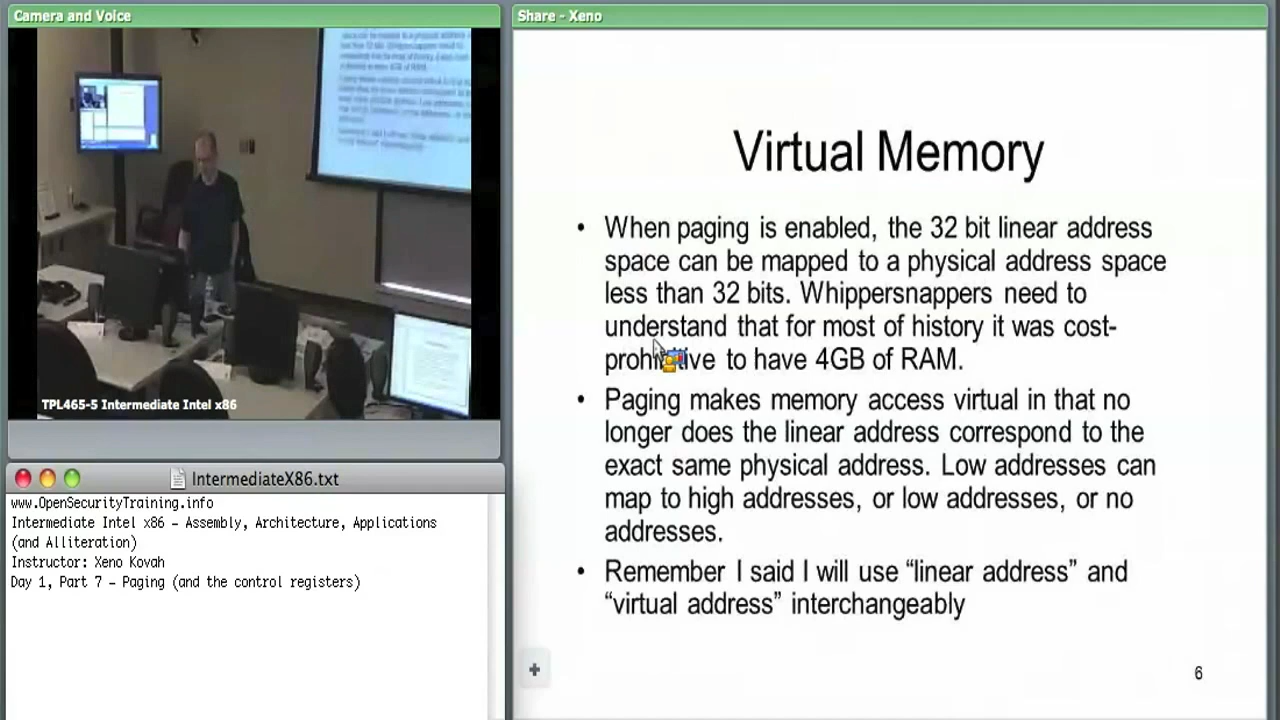 Camera and Voice
TPL465-5 Intermediate Intel x86
IntermediateX86.txt
www.OpenSecurityTraining.info
Intermediate Intel x86 – Assembly, Architecture, Applications
(and Alliteration)
Instructor: Xeno Kovah
Day 1, Part 7 – Paging (and the control registers)
Share - Xeno
Virtual Memory
• When paging is enabled, the 32 bit linear address
space can be mapped to a physical address space
less than 32 bits. Whippersnappers need to
understand that for most of history it was cost-
to have 4GB of RAM.
• Paging makes memory access virtual in that no
longer does the linear address correspond to the
exact same physical address. Low addresses can
map to high addresses, or low addresses, or no
addresses.
• Remember I said I will use “linear address” and
“virtual address” interchangeably
6